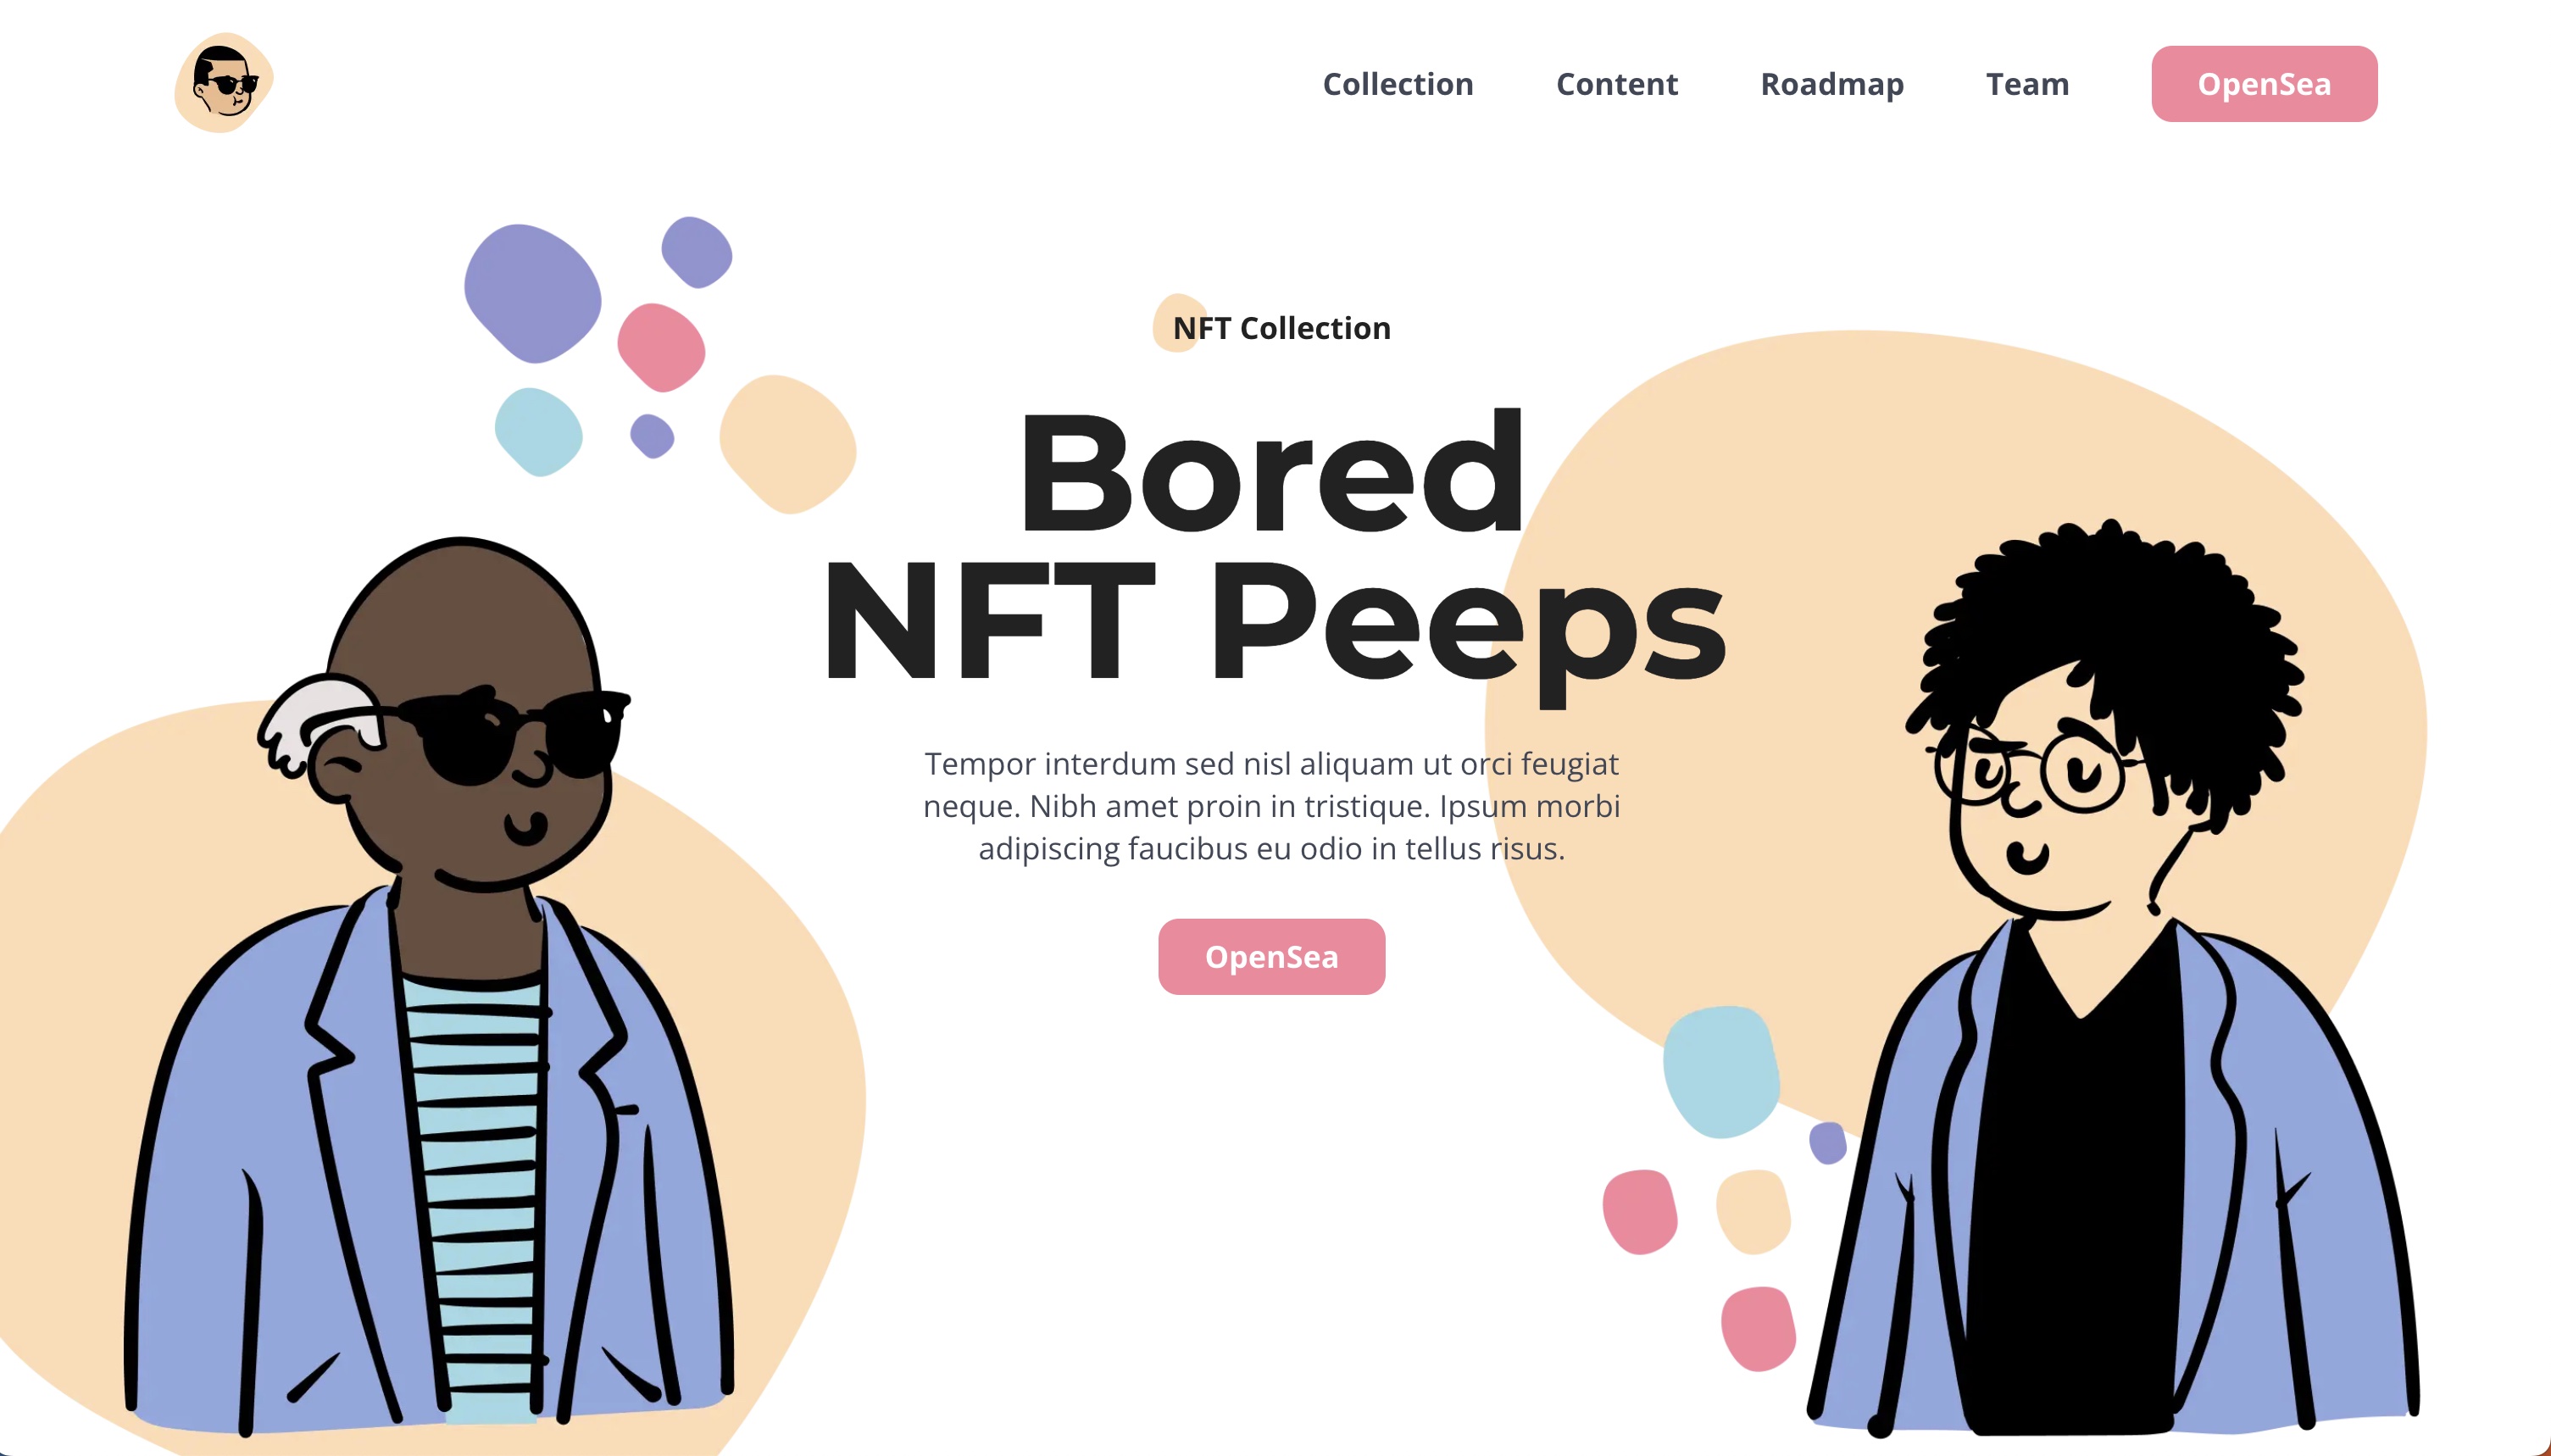 Collection Content Roadmap Team OpenSea
NFT Collection
Bored
NFT Peeps
Tempor interdum sed nisl aliquam ut orci feugiat
neque. Nibh amet proin in tristique. Ipsum morbi
adipiscing faucibus eu odio in tellus risus.
OpenSea